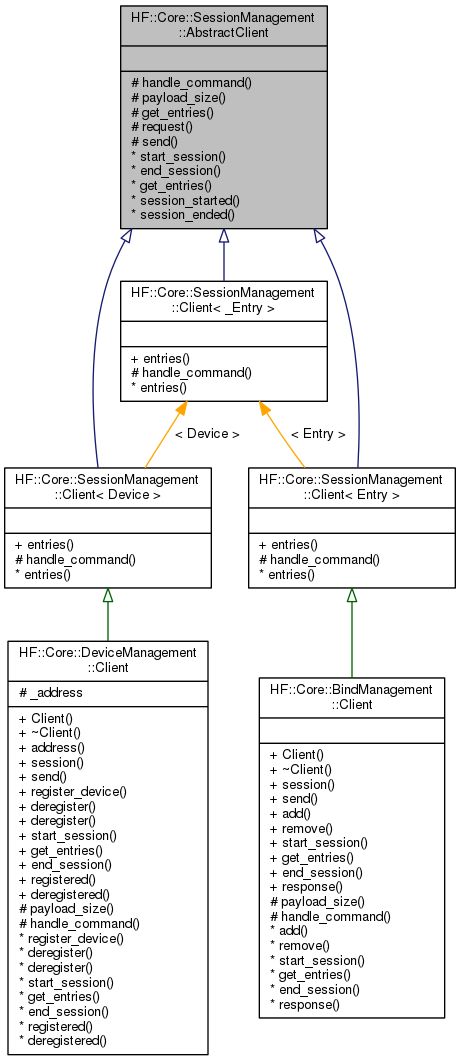 HF::Core::SessionManagement
::AbstractClient
# handle_command()
# payload_size()
# get_entries()
# request()
# send()
* start_session()
* end_session()
* get_entries()
* session_started()
* session_ended()
HF::Core::SessionManagement
::Client< _Entry >
+ entries()
# handle_command()
* entries()
< Device >
< Entry >
HF::Core::SessionManagement
::Client< Device >
+ entries()
# handle_command()
* entries()
HF::Core::SessionManagement
::Client< Entry >
+ entries()
# handle_command()
* entries()
HF::Core::DeviceManagement
::Client
# _address
+ Client()
+ ~Client()
+ address()
+ session()
+ send()
+ register_device()
+ deregister()
+ deregister()
+ start_session()
+ get_entries()
+ end_session()
+ registered()
+ deregistered()
# payload_size()
# handle_command()
* register_device()
* deregister()
* deregister()
* start_session()
* get_entries()
* end_session()
* registered()
* deregistered()
HF::Core::BindManagement
::Client
+ Client()
+ ~Client()
+ session()
+ send()
+ add()
+ remove()
+ start_session()
+ get_entries()
+ end_session()
+ response()
# payload_size()
# handle_command()
* add()
* remove()
* start_session()
* get_entries()
* end_session()
* response()